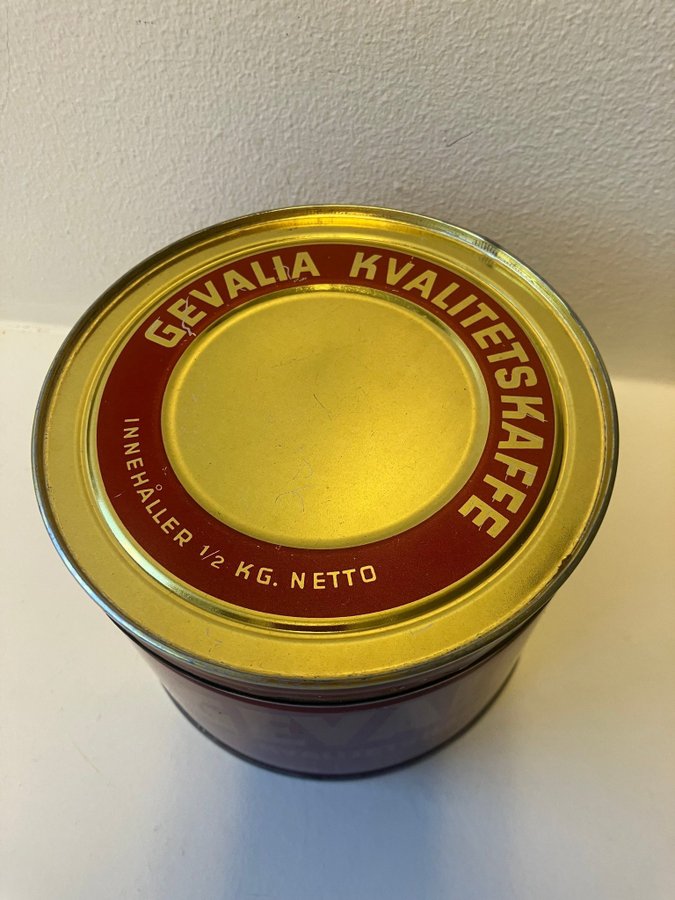 GEVALIA KVALITETSKAFFE
INNEHÅLLER 1/2 KG. NETTO